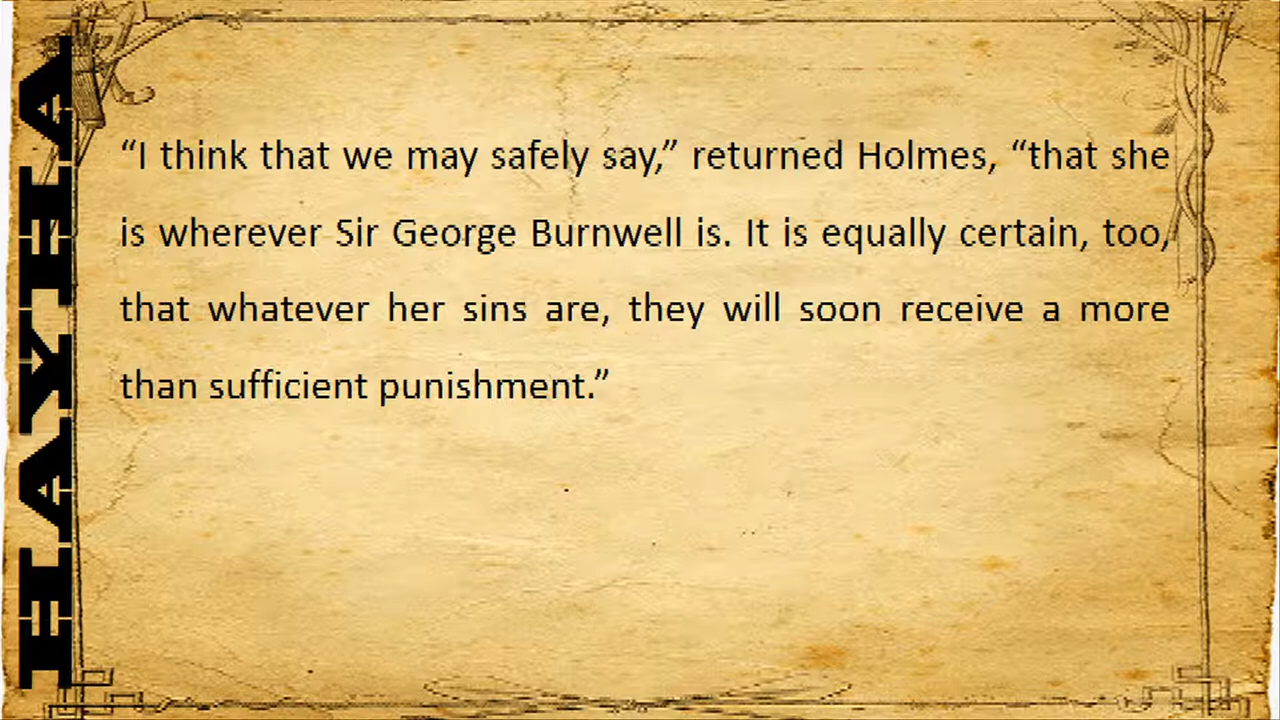 HAYHA
“I think that we may safely say,” returned Holmes, “that she
is wherever Sir George Burnwell is. It is equally certain, too,
that whatever her sins are, they will soon receive a more
than sufficient punishment.”